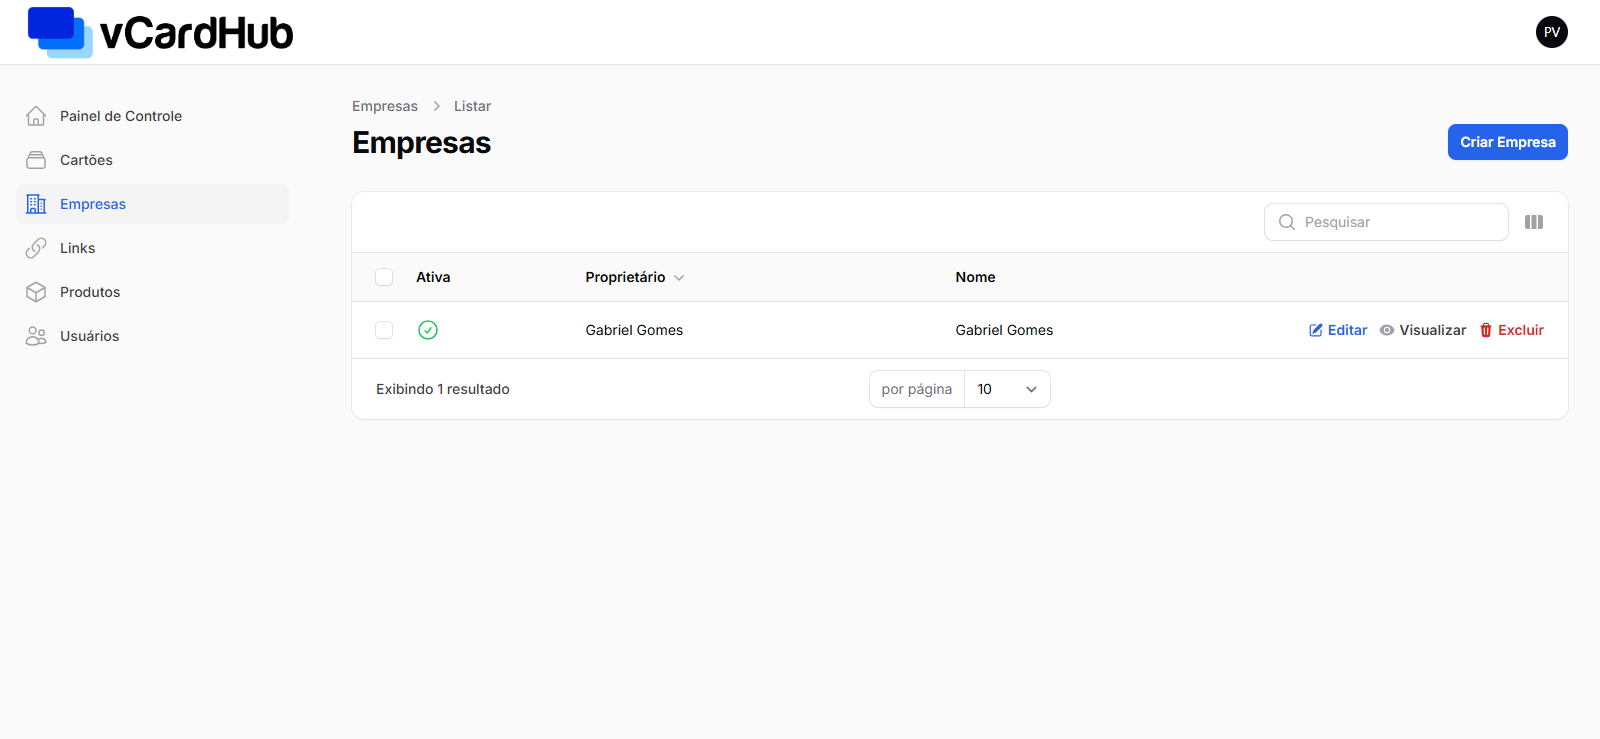 vCardHub
PV
Painel de Controle
Cartões
Empresas
Links
Produtos
Usuários
Empresas > Listar
Empresas
Criar Empresa
Pesquisar
Ativa Proprietário Nome
Gabriel Gomes Gabriel Gomes Editar Visualizar Excluir
Exibindo 1 resultado por página 10